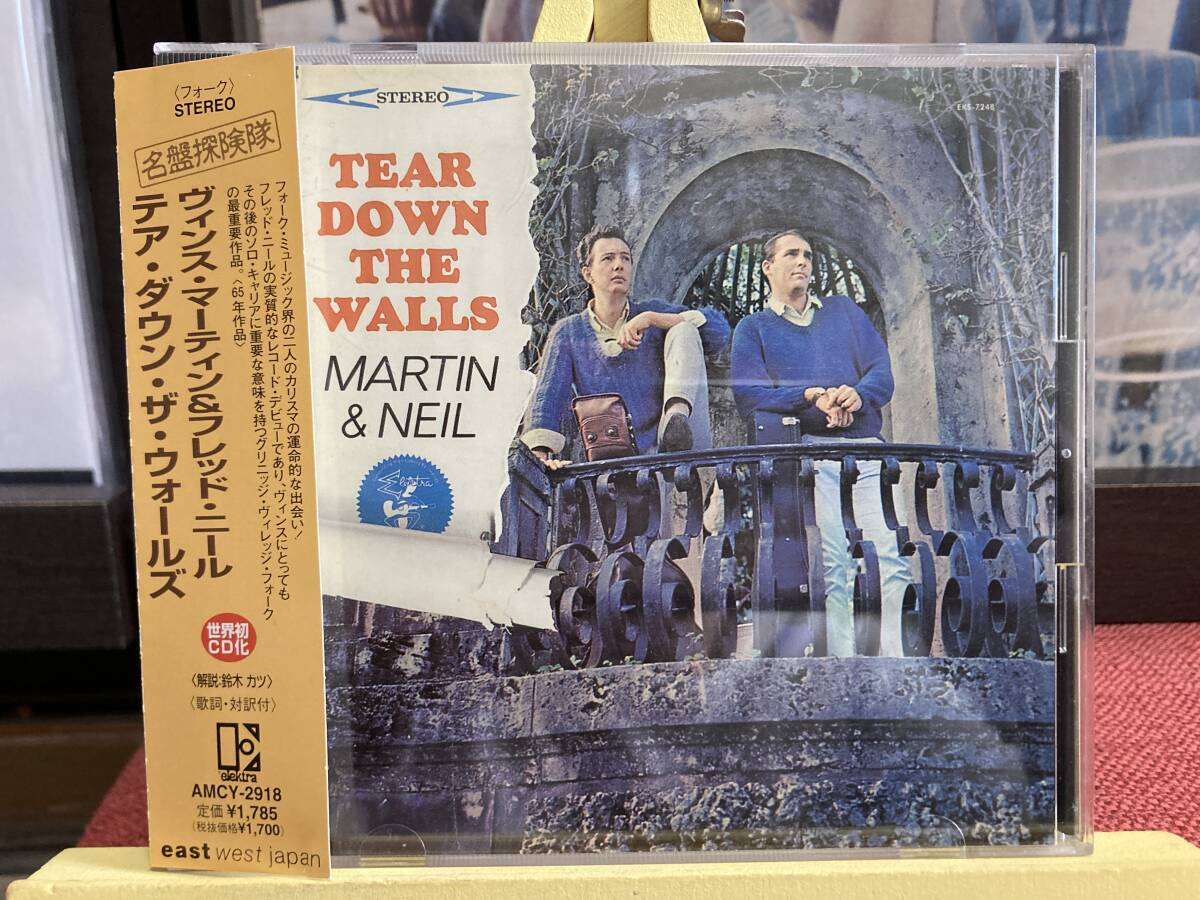 〈フォーク〉
STEREO
名盤探険隊
ヴィンス・マーティン&フレッド・ニール
テア・ダウン・ザ・ウォールズ
フォーク・ミュージック界の二人のカリスマの運命的な出会い!
フレッド・ニールの実質的なレコード・デビューであり、ヴィンスにとっても
その後のソロ・キャリアに重要な意味を持つグリニッジ・ヴィレッジ・フォーク
の最重要作品。〈65年作品〉
世界初
CD化
〈解説:鈴木 カツ〉
〈歌詞・対訳付〉
elektra
AMCY-2918
定価¥1,785
(税抜価格¥1,700)
east west japan
STEREO
EKS-7248
TEAR
DOWN
THE
WALLS
MARTIN
& NEIL
Elektra